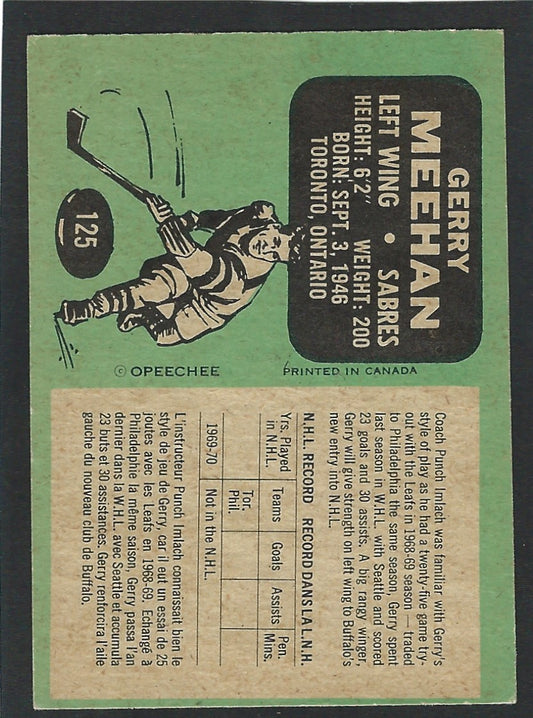 GERRY
MEEHAN
LEFT WING • SABRES
HEIGHT: 6'2" WEIGHT: 200
BORN: SEPT. 3, 1946
TORONTO, ONTARIO
125
© OPEECHEE PRINTED IN CANADA
Coach Punch Imlach was familiar with Gerry's
style of play as he had a twenty-five game try-
out with the Leafs in 1968-69 season — traded
to Philadelphia the same season, Gerry spent
last season in W.H.L. with Seattle and scored
23 goals and 30 assists. A big rangy winger,
Gerry will give strength on left wing to Buffalo's
new entry into N.H.L.
N.H.L. RECORD RECORD DANS LA L.N.H.
Yrs. Played in N.H.L. Teams Goals Assists Pen. Mins.
Tor.
Phil.
1969-70 Not in the N.H.L.
L'instructeur Punch Imlach connaissait bien le
style de jeu de Gerry car il eut un essai de 25
joutes avec les Leafs en 1968-69. Echangé à
Philadelphie la même saison, Gerry passa l'an
dernier dans la W.H.L. avec Seattle et accumula
23 buts et 30 assistances. Gerry renforcira l'aile
gauche du nouveau club de Buffalo.